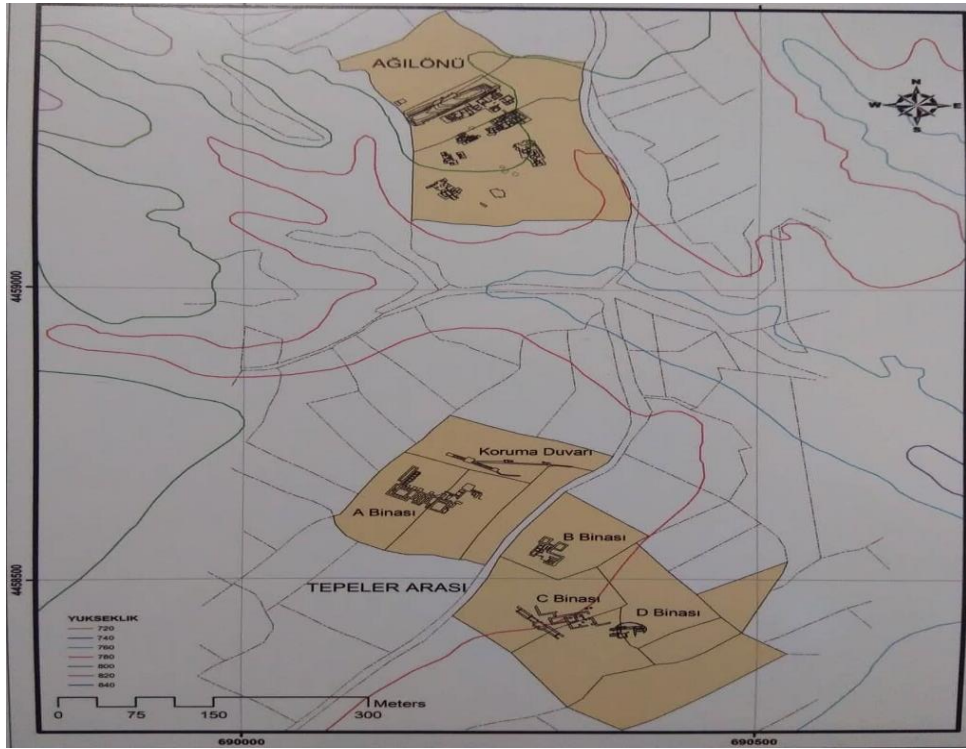 AĞILÖNÜ
N
W E
S
4459000
Koruma Duvarı
A Binası
B Binası
4458500
TEPELER ARASI
C Binası
D Binası
YUKSEKLIK
720
740
760
780
800
820
840
Meters
0 75 150 300
690000 690500